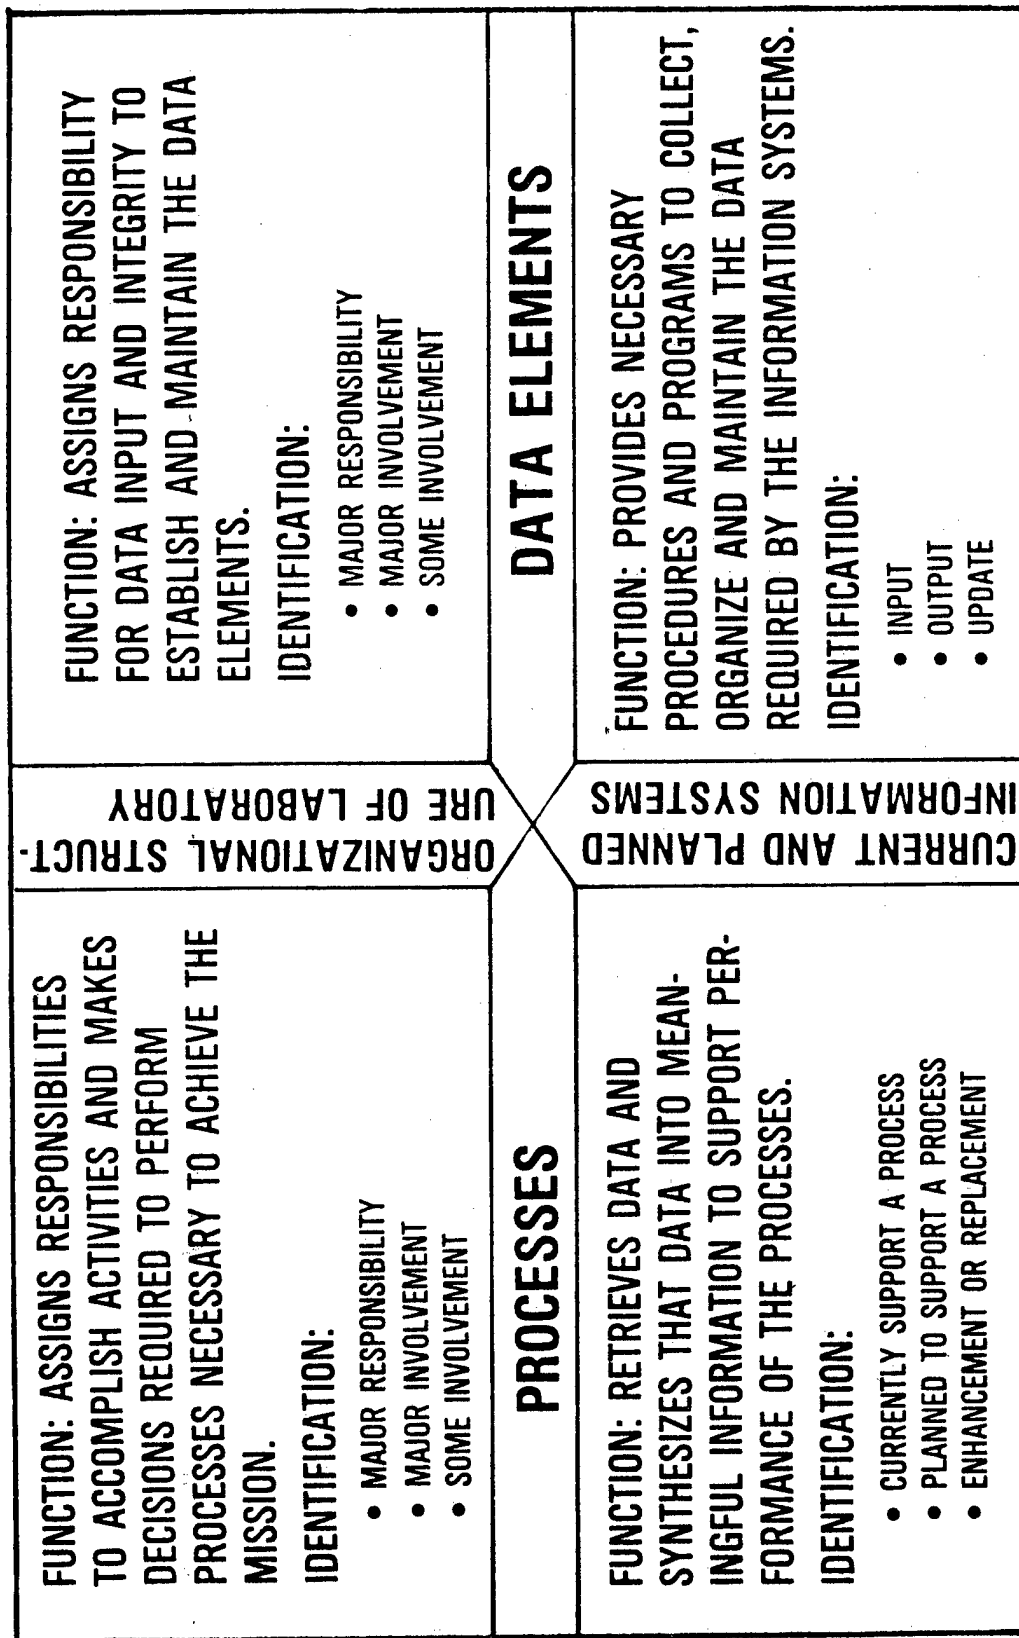 FUNCTION: ASSIGNS RESPONSIBILITIES
TO ACCOMPLISH ACTIVITIES AND MAKES
DECISIONS REQUIRED TO PERFORM
PROCESSES NECESSARY TO ACHIEVE THE
MISSION.
IDENTIFICATION:
• MAJOR RESPONSIBILITY
• MAJOR INVOLVEMENT
• SOME INVOLVEMENT
ORGANIZATIONAL STRUCT-
URE OF LABORATORY
FUNCTION: ASSIGNS RESPONSIBILITY
FOR DATA INPUT AND INTEGRITY TO
ESTABLISH AND MAINTAIN THE DATA
ELEMENTS.
IDENTIFICATION:
• MAJOR RESPONSIBILITY
• MAJOR INVOLVEMENT
• SOME INVOLVEMENT
PROCESSES
DATA ELEMENTS
FUNCTION: RETRIEVES DATA AND
SYNTHESIZES THAT DATA INTO MEAN-
INGFUL INFORMATION TO SUPPORT PER-
FORMANCE OF THE PROCESSES.
IDENTIFICATION:
• CURRENTLY SUPPORT A PROCESS
• PLANNED TO SUPPORT A PROCESS
• ENHANCEMENT OR REPLACEMENT
CURRENT AND PLANNED
INFORMATION SYSTEMS
FUNCTION: PROVIDES NECESSARY
PROCEDURES AND PROGRAMS TO COLLECT,
ORGANIZE AND MAINTAIN THE DATA
REQUIRED BY THE INFORMATION SYSTEMS.
IDENTIFICATION:
• INPUT
• OUTPUT
• UPDATE